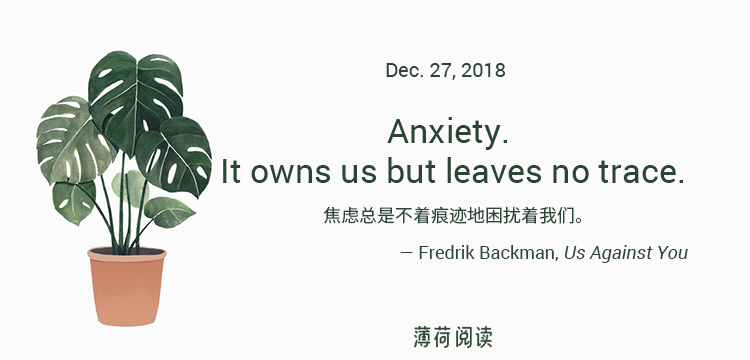 Dec. 27, 2018
Anxiety.
It owns us but leaves no trace.
焦虑总是不着痕迹地困扰着我们。
— Fredrik Backman, Us Against You
薄荷阅读